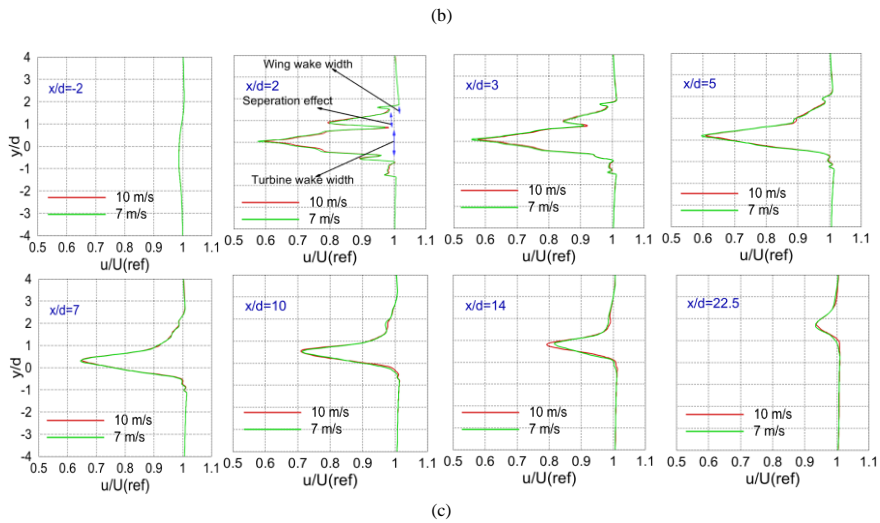 (b)
4
3
2
1
0
-1
-2
-3
-4
y/d
x/d=-2
10 m/s
7 m/s
0.5 0.6 0.7 0.8 0.9 1 1.1
u/U(ref)
Wing wake width
x/d=2
Seperation effect
Turbine wake width
10 m/s
7 m/s
0.5 0.6 0.7 0.8 0.9 1 1.1
u/U(ref)
x/d=3
10 m/s
7 m/s
0.5 0.6 0.7 0.8 0.9 1 1.1
u/U(ref)
x/d=5
10 m/s
7 m/s
0.5 0.6 0.7 0.8 0.9 1 1.1
u/U(ref)
4
3
2
1
0
-1
-2
-3
-4
y/d
x/d=7
10 m/s
7 m/s
0.5 0.6 0.7 0.8 0.9 1 1.1
u/U(ref)
x/d=10
10 m/s
7 m/s
0.5 0.6 0.7 0.8 0.9 1 1.1
u/U(ref)
x/d=14
10 m/s
7 m/s
0.5 0.6 0.7 0.8 0.9 1 1.1
u/U(ref)
x/d=22.5
10 m/s
7 m/s
0.5 0.6 0.7 0.8 0.9 1 1.1
u/U(ref)
(c)